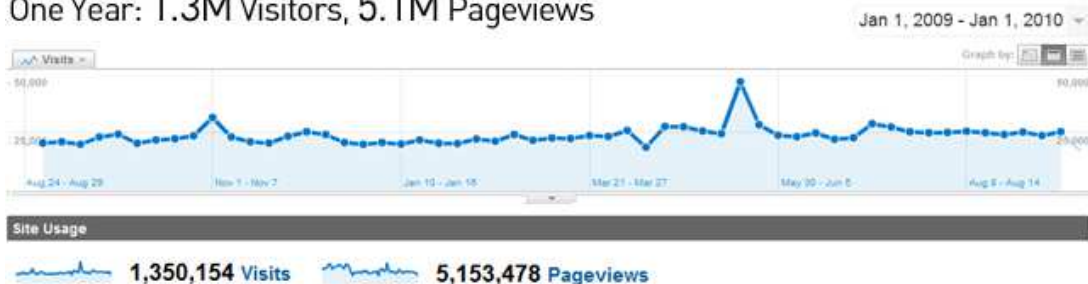 One Year: 1.3M Visitors, 5.1M Pageviews
Jan 1, 2009 - Jan 1, 2010
Visits
Graph by:
50,000
50,000
25,000
25,000
Aug 24 - Aug 29
Nov 1 - Nov 7
Jan 10 - Jan 16
Mar 21 - Mar 27
May 30 - Jun 5
Aug 8 - Aug 14
Site Usage
1,350,154 Visits
5,153,478 Pageviews